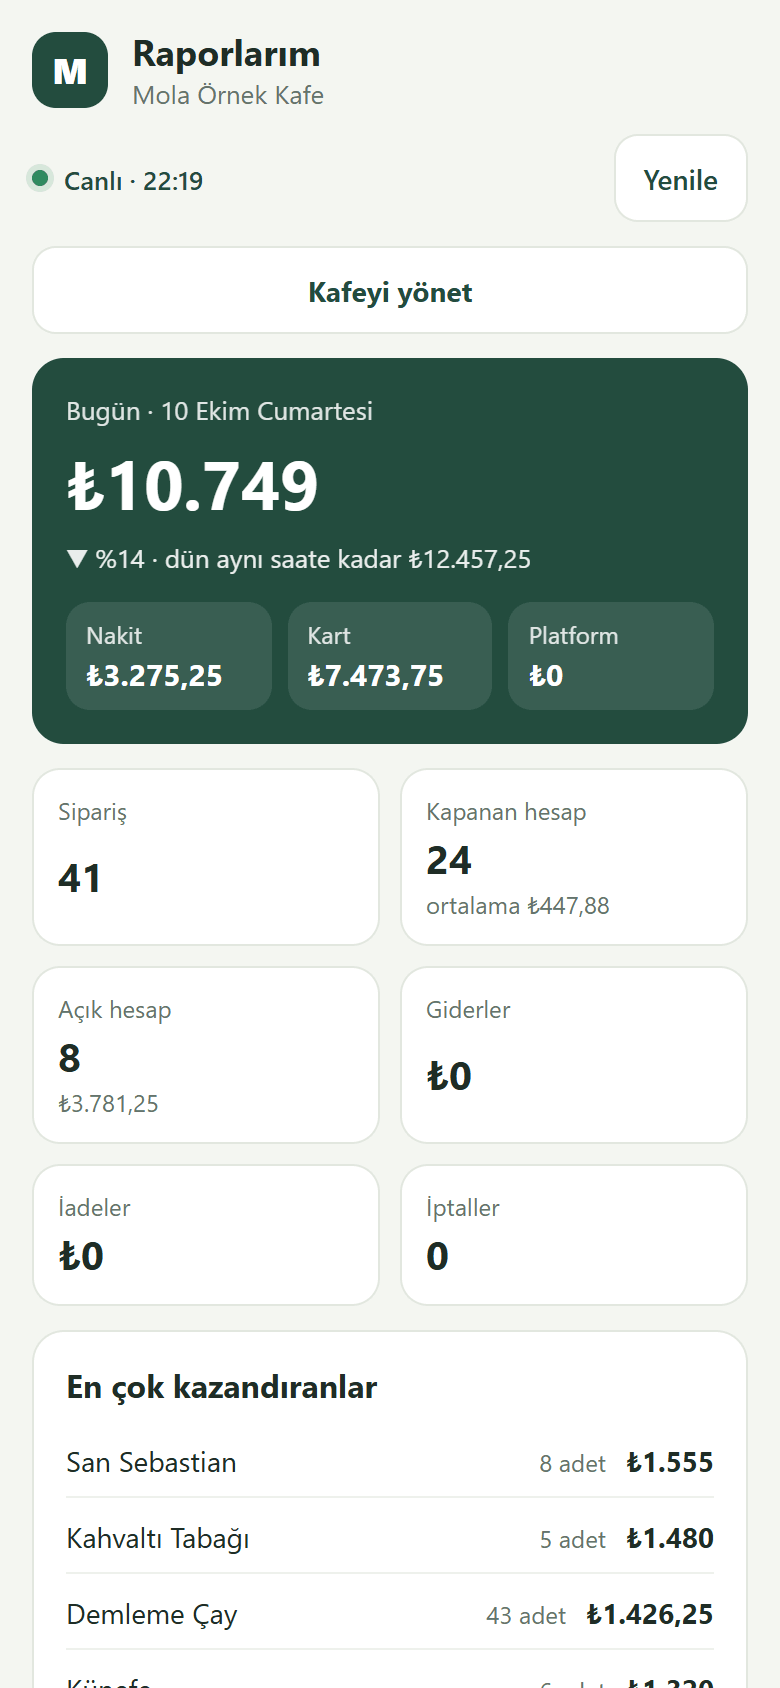 M
Raporlarım
Mola Örnek Kafe
Canlı · 22:19
Yenile
Kafeyi yönet
Bugün · 10 Ekim Cumartesi
₺10.749
▼ %14 · dün aynı saate kadar ₺12.457,25
Nakit
₺3.275,25
Kart
₺7.473,75
Platform
₺0
Sipariş
41
Kapanan hesap
24
ortalama ₺447,88
Açık hesap
8
₺3.781,25
Giderler
₺0
İadeler
₺0
İptaller
0
En çok kazandıranlar
San Sebastian 8 adet ₺1.555
Kahvaltı Tabağı 5 adet ₺1.480
Demleme Çay 43 adet ₺1.426,25